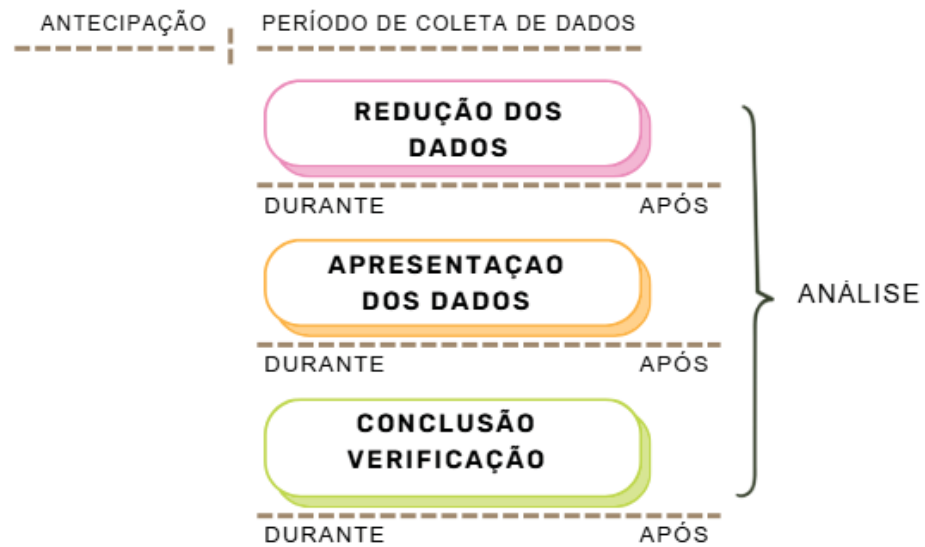 ANTECIPAÇÃO
PERÍODO DE COLETA DE DADOS
REDUÇÃO DOS
DADOS
DURANTE
APÓS
APRESENTAÇAO
DOS DADOS
DURANTE
APÓS
ANÁLISE
CONCLUSÃO
VERIFICAÇÃO
DURANTE
APÓS